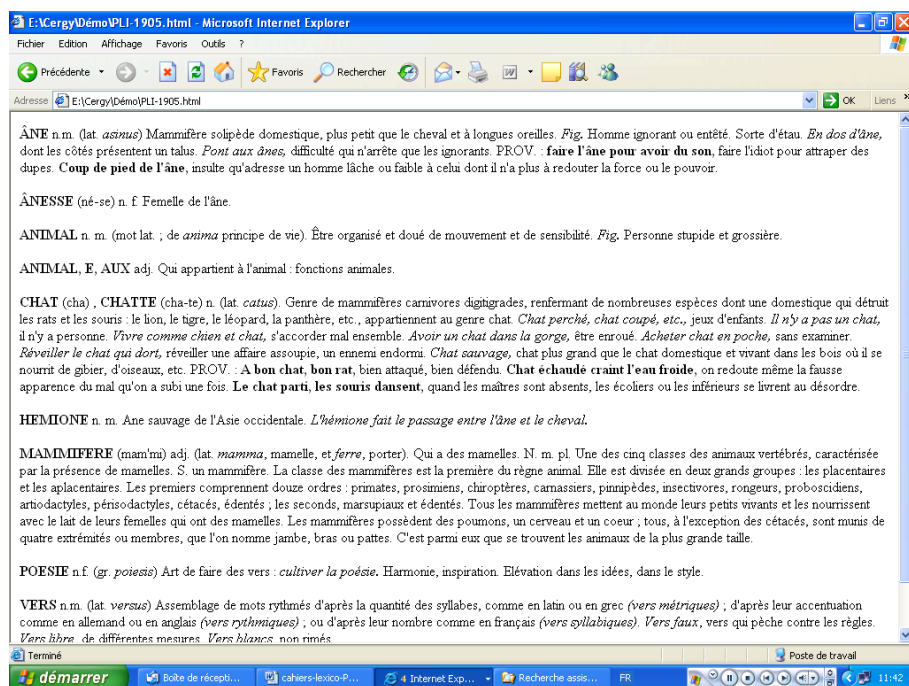 E:\Cergy\Démo\PLI-1905.html - Microsoft Internet Explorer
Fichier Edition Affichage Favoris Outils ?
Précédente Rechercher Favoris
Adresse E:\Cergy\Démo\PLI-1905.html OK Liens »
ÂNE n.m. (lat. asinus) Mammifère solipède domestique, plus petit que le cheval et à longues oreilles. Fig. Homme ignorant ou entêté. Sorte d'étau. En dos d'âne,
dont les côtés présentent un talus. Pont aux ânes, difficulté qui n'arrête que les ignorants. PROV. : faire l'âne pour avoir du son, faire l'idiot pour attraper des
dupes. Coup de pied de l'âne, insulte qu'adresse un homme lâche ou faible à celui dont il n'a plus à redouter la force ou le pouvoir.
ÂNESSE (né-se) n. f. Femelle de l'âne.
ANIMAL n. m. (mot lat. ; de anima principe de vie). Être organisé et doué de mouvement et de sensibilité. Fig. Personne stupide et grossière.
ANIMAL, E, AUX adj. Qui appartient à l'animal : fonctions animales.
CHAT (cha) , CHATTE (cha-te) n. (lat. catus). Genre de mammifères carnivores digitigrades, renfermant de nombreuses espèces dont une domestique qui détruit
les rats et les souris : le lion, le tigre, le léopard, la panthère, etc., appartiennent au genre chat. Chat perché, chat coupé, etc., jeux d'enfants. Il n'y a pas un chat,
il n'y a personne. Vivre comme chien et chat, s'accorder mal ensemble. Avoir un chat dans la gorge, être enroué. Acheter chat en poche, sans examiner.
Réveiller le chat qui dort, réveiller une affaire assoupie, un ennemi endormi. Chat sauvage, chat plus grand que le chat domestique et vivant dans les bois où il se
nourrit de gibier, d'oiseaux, etc. PROV. : A bon chat, bon rat, bien attaqué, bien défendu. Chat échaudé craint l'eau froide, on redoute même la fausse
apparence du mal qu'on a subi une fois. Le chat parti, les souris dansent, quand les maîtres sont absents, les écoliers ou les inférieurs se livrent au désordre.
HEMIONE n. m. Ane sauvage de l'Asie occidentale. L'hémione fait le passage entre l'âne et le cheval.
MAMMIFERE (mam'mi) adj. (lat. mamma, mamelle, et ferre, porter). Qui a des mamelles. N. m. pl. Une des cinq classes des animaux vertébrés, caractérisée
par la présence de mamelles. S. un mammifère. La classe des mammifères est la première du règne animal. Elle est divisée en deux grands groupes : les placentaires
et les aplacentaires. Les premiers comprennent douze ordres : primates, prosimiens, chiroptères, carnassiers, pinnipèdes, insectivores, rongeurs, proboscidiens,
artiodactyles, périsodactyles, cétacés, édentés ; les seconds, marsupiaux et édentés. Tous les mammifères mettent au monde leurs petits vivants et les nourrissent
avec le lait de leurs femelles qui ont des mamelles. Les mammifères possèdent des poumons, un cerveau et un coeur ; tous, à l'exception des cétacés, sont munis de
quatre extrémités ou membres, que l'on nomme jambe, bras ou pattes. C'est parmi eux que se trouvent les animaux de la plus grande taille.
POESIE n.f. (gr. poiesis) Art de faire des vers : cultiver la poésie. Harmonie, inspiration. Elévation dans les idées, dans le style.
VERS n.m. (lat. versus) Assemblage de mots rythmés d'après la quantité des syllabes, comme en latin ou en grec (vers métriques) ; d'après leur accentuation
comme en allemand ou en anglais (vers rythmiques) ; ou d'après leur nombre comme en français (vers syllabiques). Vers faux, vers qui pèche contre les règles.
Vers libre, de différentes mesures. Vers blancs, non rimés.
Terminé Poste de travail
démarrer Boîte de récepti... cahiers-lexico-P... 4 Internet Exp... Recherche assis... FR 11:42